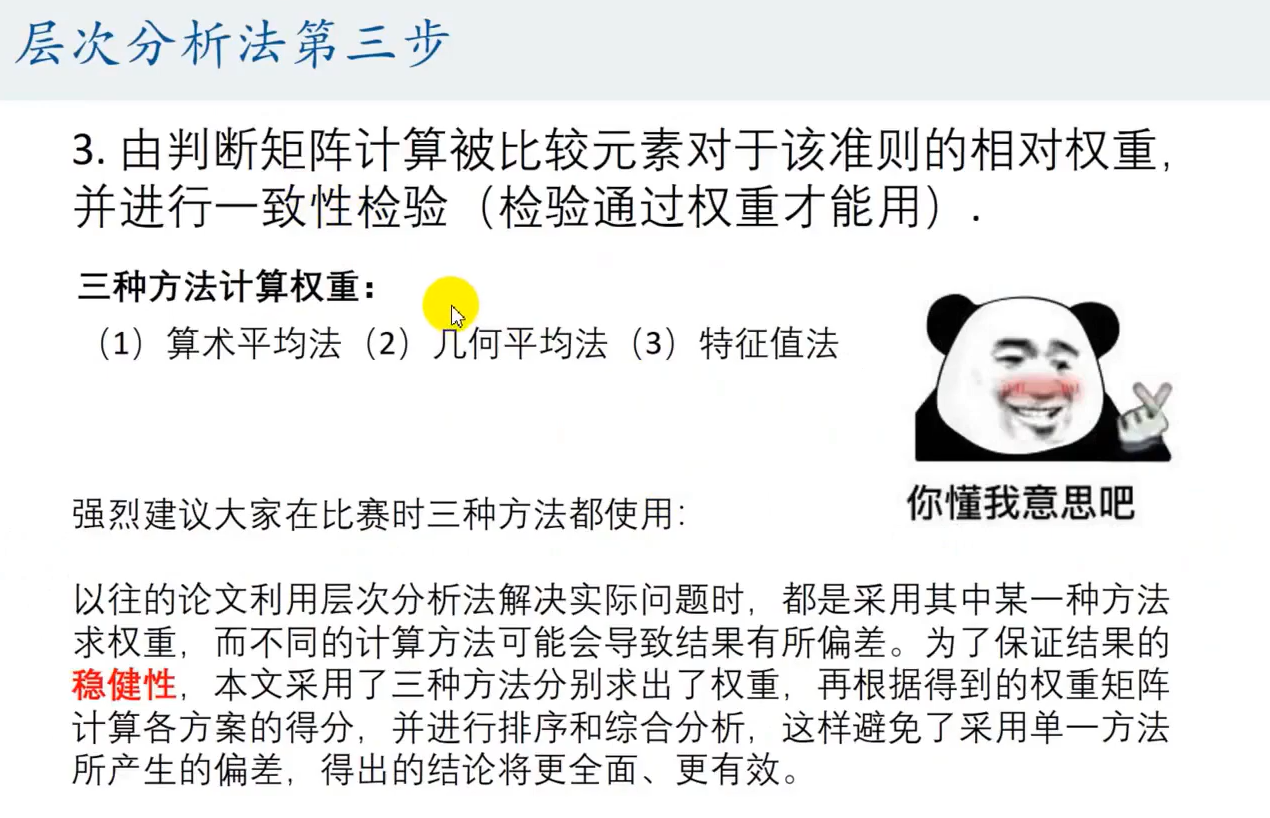 层次分析法第三步
3. 由判断矩阵计算被比较元素对于该准则的相对权重,
并进行一致性检验（检验通过权重才能用）.
三种方法计算权重：
（1）算术平均法（2）几何平均法（3）特征值法
你懂我意思吧
强烈建议大家在比赛时三种方法都使用：
以往的论文利用层次分析法解决实际问题时，都是采用其中某一种方法
求权重，而不同的计算方法可能会导致结果有所偏差。为了保证结果的
稳健性，本文采用了三种方法分别求出了权重，再根据得到的权重矩阵
计算各方案的得分，并进行排序和综合分析，这样避免了采用单一方法
所产生的偏差，得出的结论将更全面、更有效。